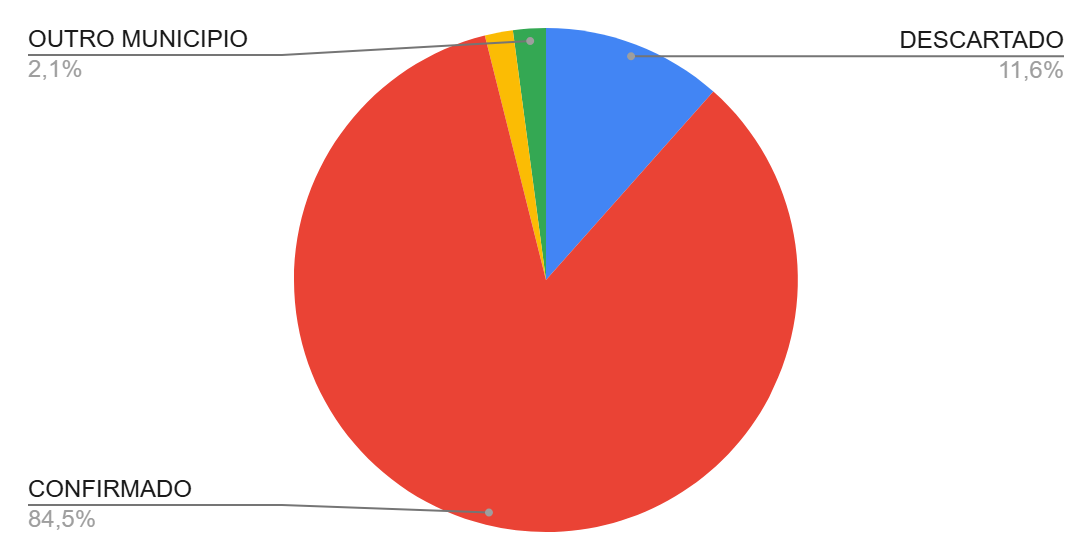 OUTRO MUNICIPIO
2,1%
DESCARTADO
11,6%
CONFIRMADO
84,5%